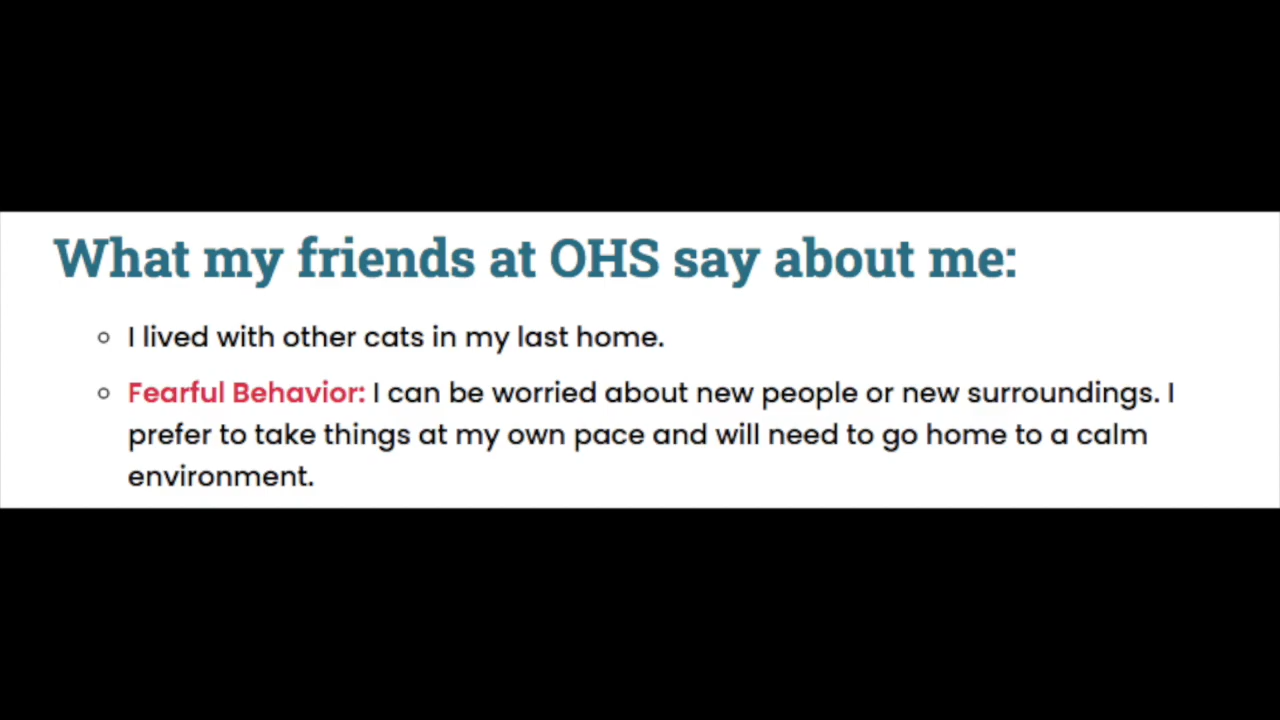 What my friends at OHS say about me:
I lived with other cats in my last home.
Fearful Behavior: I can be worried about new people or new surroundings. I
prefer to take things at my own pace and will need to go home to a calm
environment.